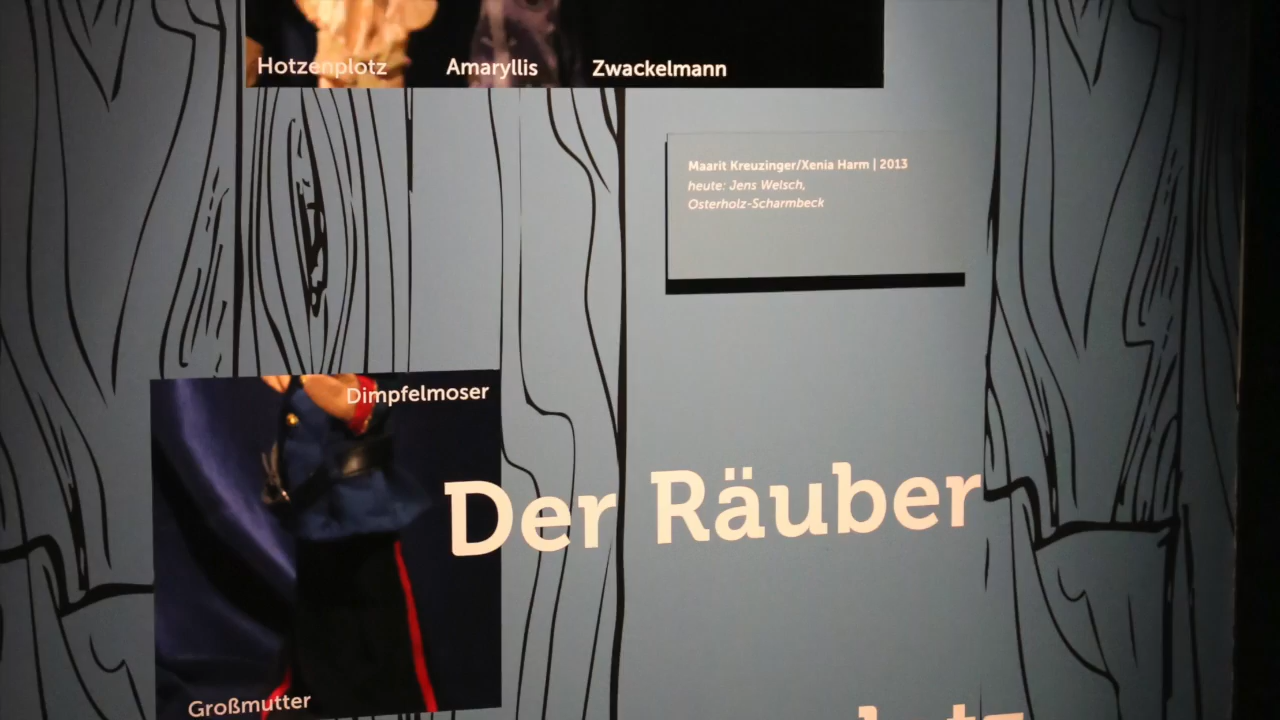 Hotzenplotz Amaryllis Zwackelmann
Maarit Kreuzinger/Xenia Harm | 2013
heute: Jens Welsch,
Osterholz-Scharmbeck
Dimpfelmoser
Der Räuber
Großmutter